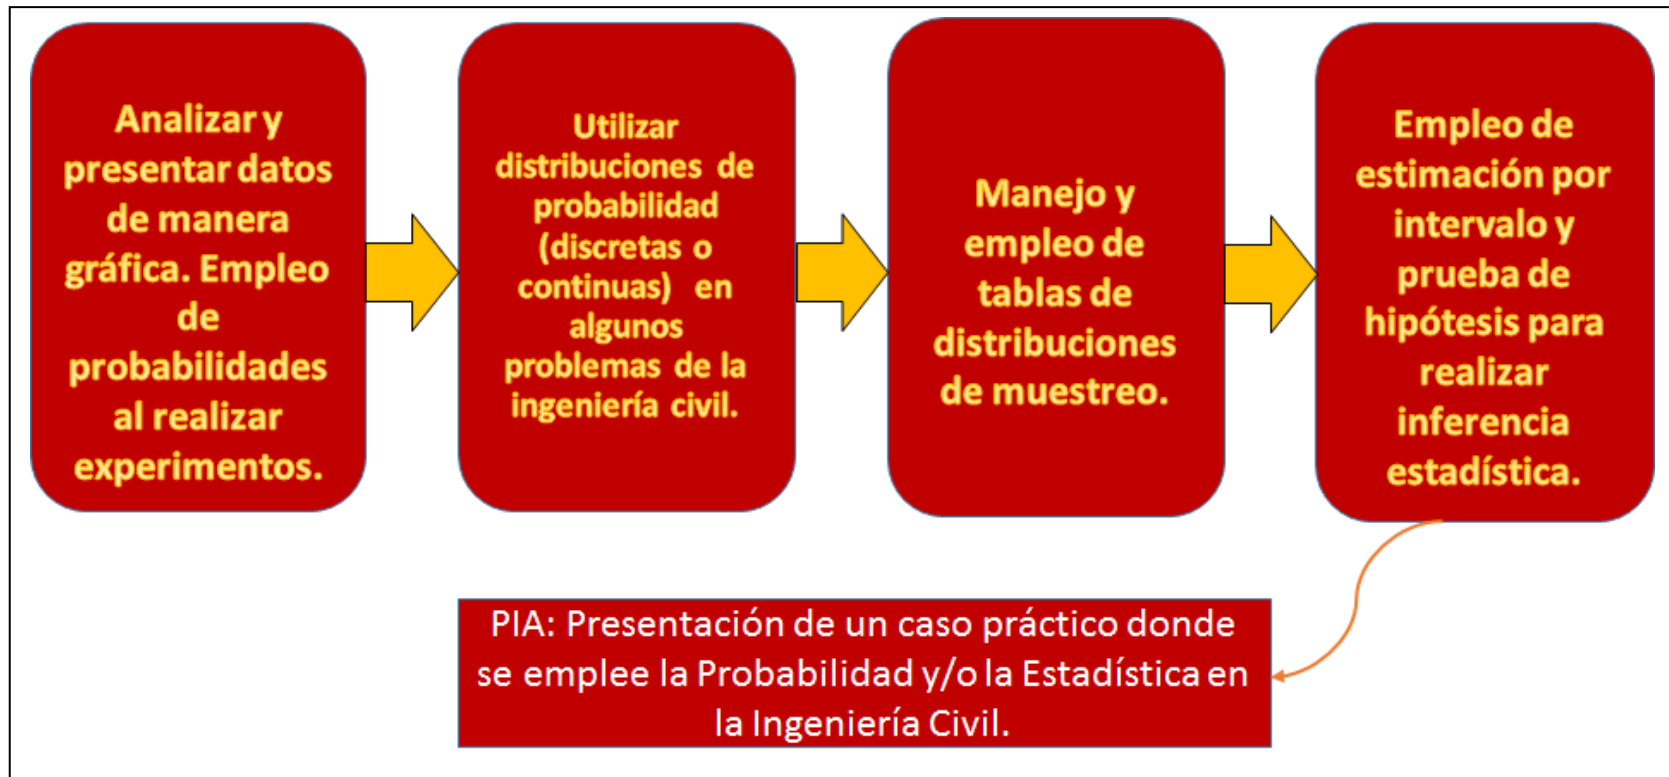 Analizar y
presentar datos
de manera
gráfica. Empleo
de
probabilidades
al realizar
experimentos.
Utilizar
distribuciones de
probabilidad
(discretas o
continuas) en
algunos
problemas de la
ingeniería civil.
Manejo y
empleo de
tablas de
distribuciones
de muestreo.
Empleo de
estimación por
intervalo y
prueba de
hipótesis para
realizar
inferencia
estadística.
PIA: Presentación de un caso práctico donde
se emplee la Probabilidad y/o la Estadística en
la Ingeniería Civil.